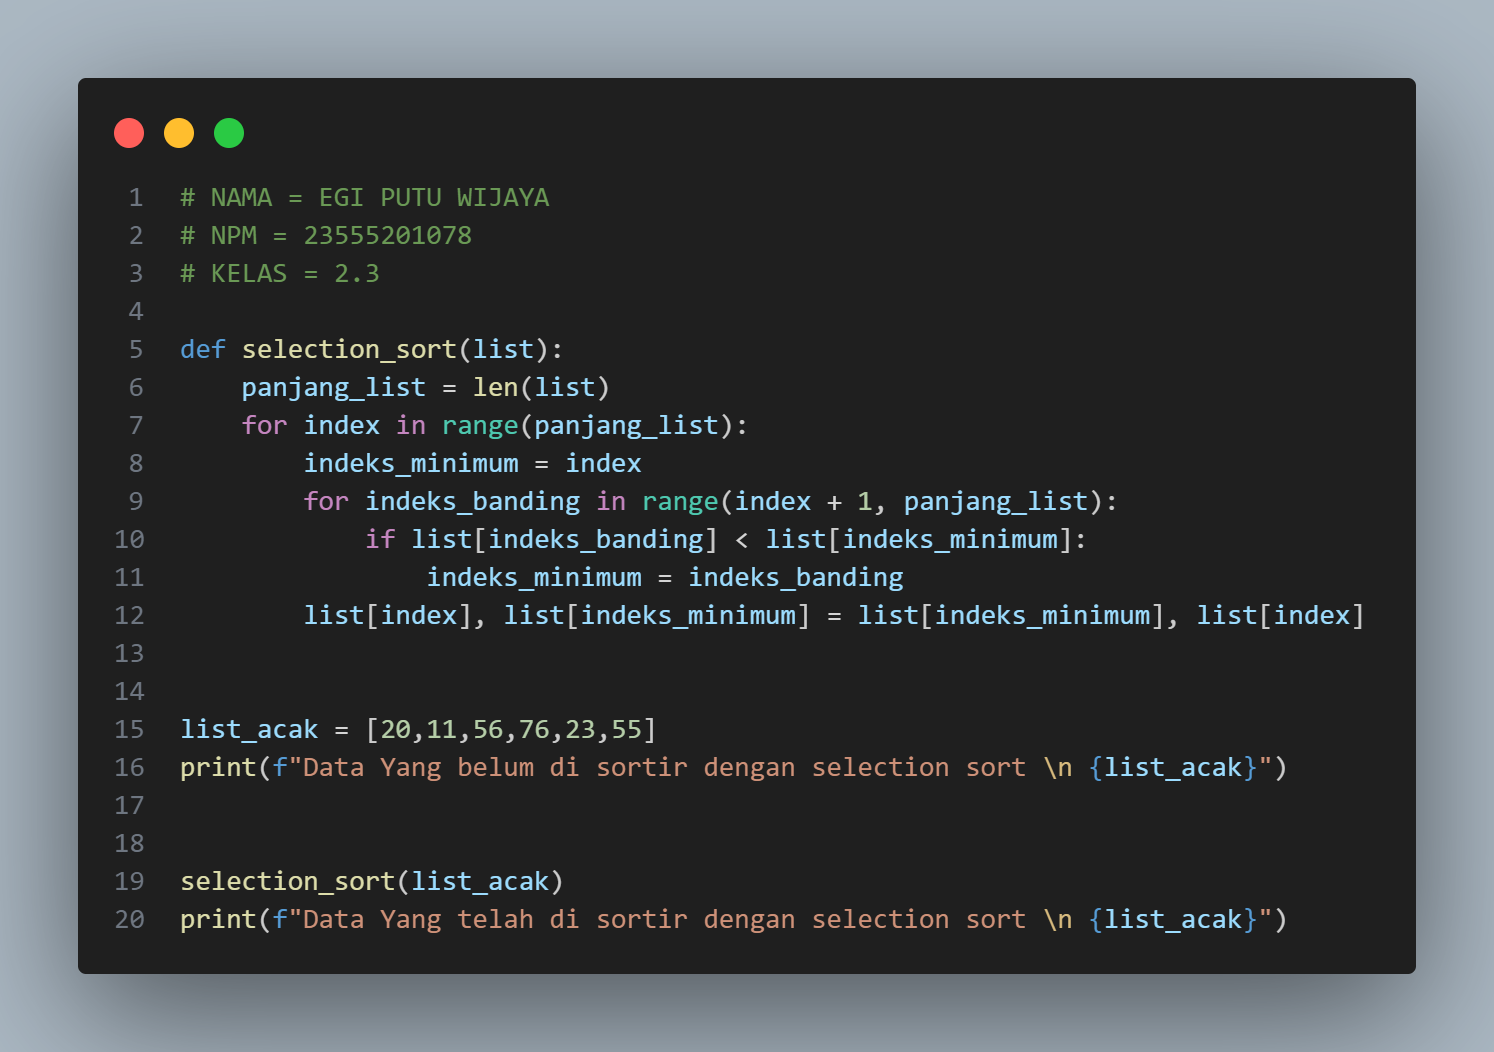 1 # NAMA = EGI PUTU WIJAYA
2 # NPM = 23555201078
3 # KELAS = 2.3
4
5 def selection_sort(list):
6     panjang_list = len(list)
7     for index in range(panjang_list):
8         indeks_minimum = index
9         for indeks_banding in range(index + 1, panjang_list):
10             if list[indeks_banding] < list[indeks_minimum]:
11                 indeks_minimum = indeks_banding
12         list[index], list[indeks_minimum] = list[indeks_minimum], list[index]
13
14
15 list_acak = [20,11,56,76,23,55]
16 print(f"Data Yang belum di sortir dengan selection sort \n {list_acak}")
17
18
19 selection_sort(list_acak)
20 print(f"Data Yang telah di sortir dengan selection sort \n {list_acak}")